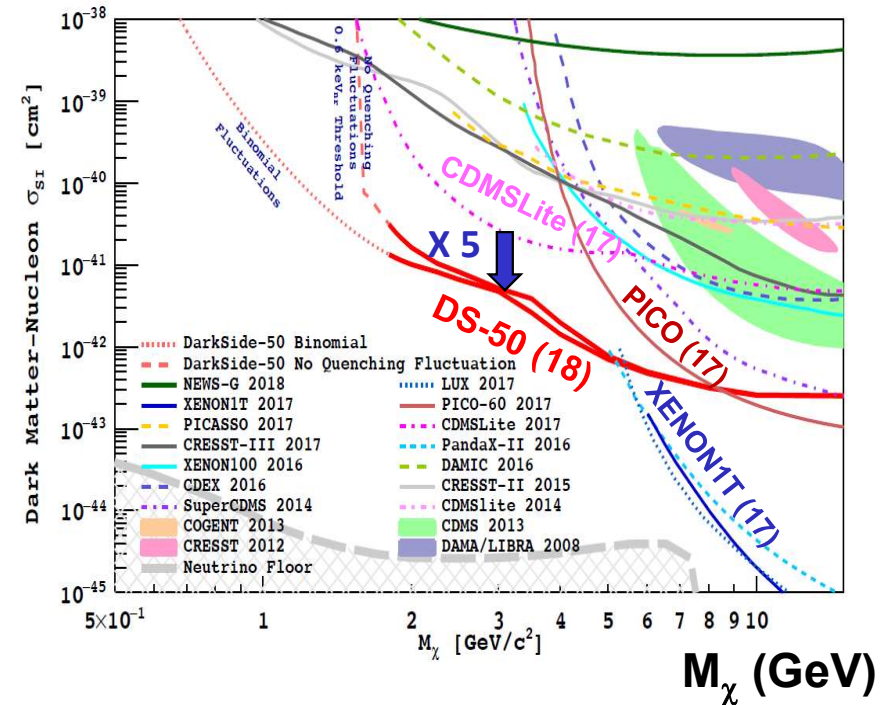 10⁻³⁸
10⁻³⁹
10⁻⁴⁰
10⁻⁴¹
10⁻⁴²
10⁻⁴³
10⁻⁴⁴
10⁻⁴⁵
Dark Matter-Nucleon σ_SI [cm²]
Binomial
Fluctuations
No Quenching
Fluctuations
0.6 keV_nr Threshold
CDMSLite (17)
X 5
DS-50 (18)
PICO (17)
XENON1T (17)
DarkSide-50 Binomial
DarkSide-50 No Quenching Fluctuation
NEWS-G 2018
LUX 2017
XENON1T 2017
PICO-60 2017
PICASSO 2017
CDMSLite 2017
CRESST-III 2017
PandaX-II 2016
XENON100 2016
DAMIC 2016
CDEX 2016
CRESST-II 2015
SuperCDMS 2014
CDMSlite 2014
COGENT 2013
CDMS 2013
CRESST 2012
DAMA/LIBRA 2008
Neutrino Floor
5×10⁻¹ 1 2 3 4 5 6 7 8 9 10
M_χ [GeV/c²]
M_χ (GeV)